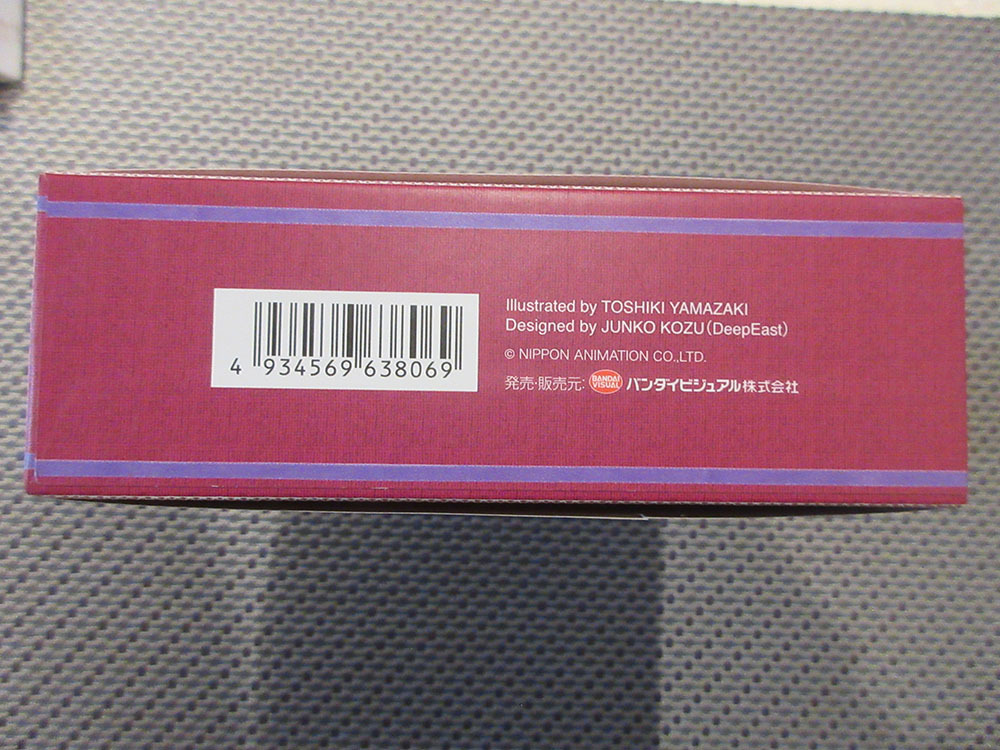 4 934569 638069
Illustrated by TOSHIKI YAMAZAKI
Designed by JUNKO KOZU(DeepEast)
© NIPPON ANIMATION CO.,LTD.
発売・販売元: BANDAI VISUAL バンダイビジュアル株式会社